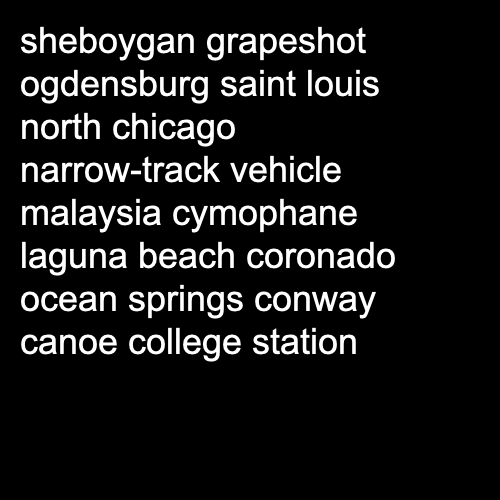 sheboygan grapeshot
ogdensburg saint louis
north chicago
narrow-track vehicle
malaysia cymophane
laguna beach coronado
ocean springs conway
canoe college station